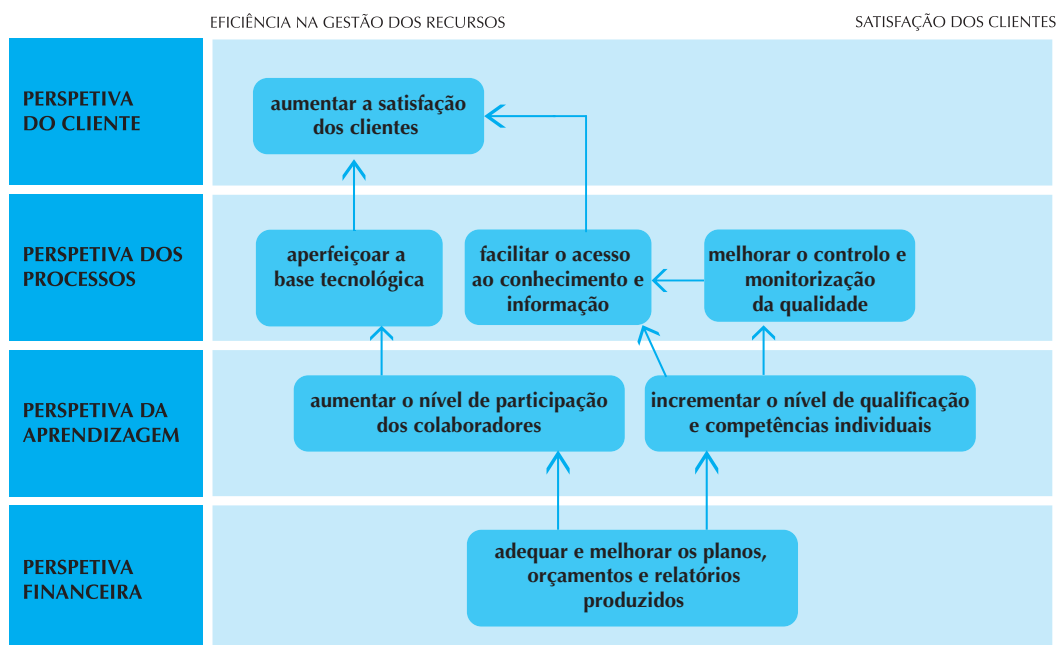 EFICIÊNCIA NA GESTÃO DOS RECURSOS
SATISFAÇÃO DOS CLIENTES
PERSPETIVA
DO CLIENTE
aumentar a satisfação
dos clientes
PERSPETIVA DOS
PROCESSOS
aperfeiçoar a
base tecnológica
facilitar o acesso
ao conhecimento e
informação
melhorar o controlo e
monitorização
da qualidade
PERSPETIVA DA
APRENDIZAGEM
aumentar o nível de participação
dos colaboradores
incrementar o nível de qualificação
e competências individuais
PERSPETIVA
FINANCEIRA
adequar e melhorar os planos,
orçamentos e relatórios
produzidos